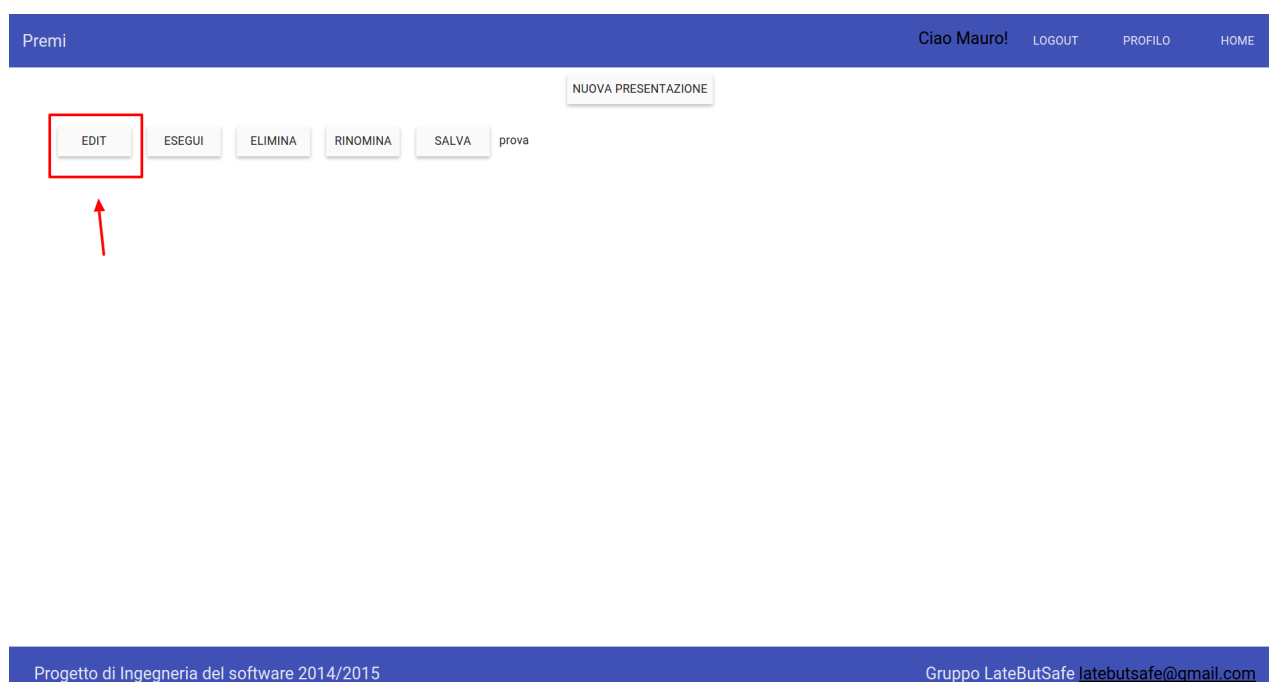 Premi Ciao Mauro! LOGOUT PROFILO HOME
NUOVA PRESENTAZIONE
EDIT ESEGUI ELIMINA RINOMINA SALVA prova
Progetto di Ingegneria del software 2014/2015 Gruppo LateButSafe latebutsafe@gmail.com